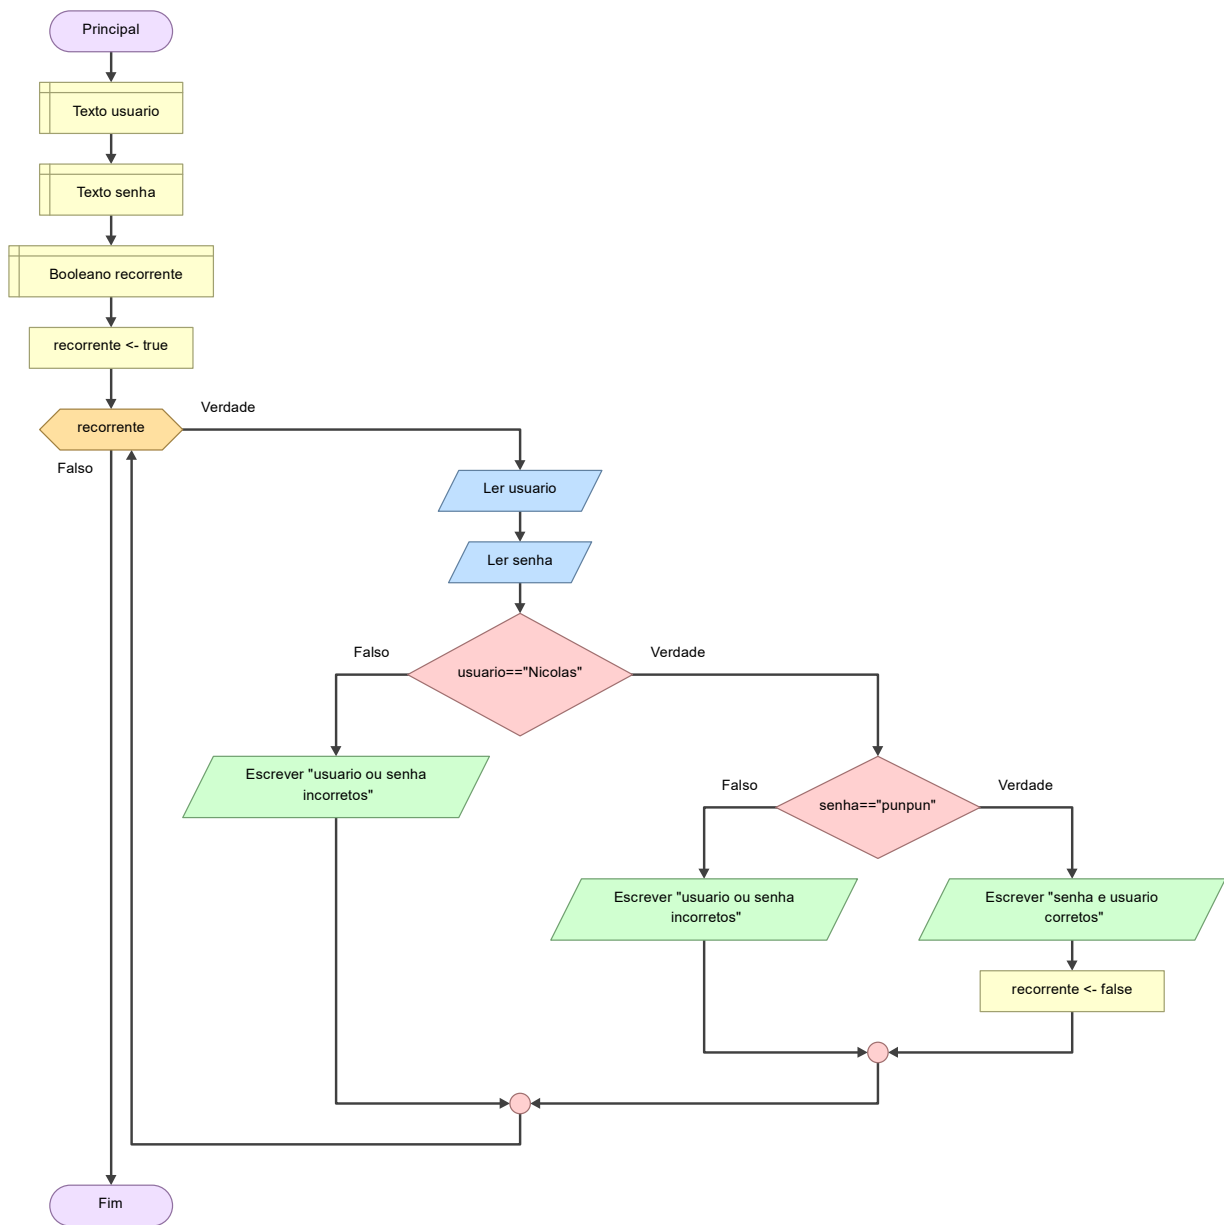 Principal
Texto usuario
Texto senha
Booleano recorrente
recorrente <- true
recorrente
Verdade
Falso
Ler usuario
Ler senha
usuario=="Nicolas"
Falso
Verdade
Escrever "usuario ou senha
incorretos"
senha=="punpun"
Falso
Verdade
Escrever "usuario ou senha
incorretos"
Escrever "senha e usuario
corretos"
recorrente <- false
Fim